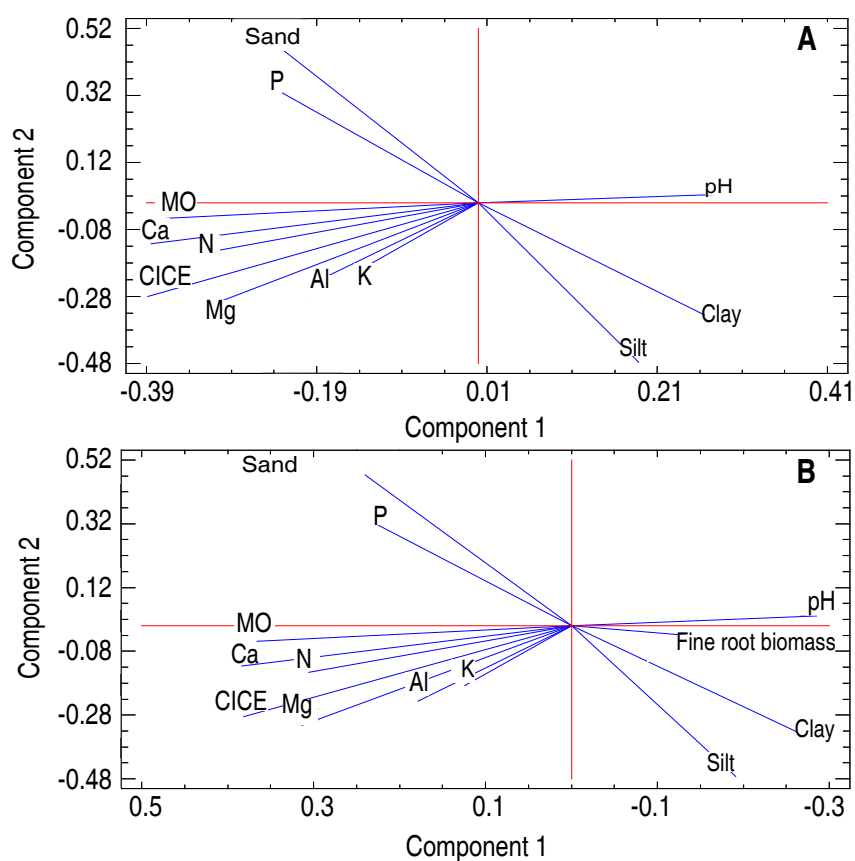 A
0.52
Sand
P
0.32
0.12
Component 2
MO
pH
-0.08
Ca
N
CICE
Al
K
-0.28
Mg
Clay
Silt
-0.48
-0.39
-0.19
0.01
0.21
0.41
Component 1
B
0.52
Sand
P
0.32
0.12
Component 2
pH
MO
Fine root biomass
-0.08
Ca
N
K
Al
CICE
Mg
-0.28
Clay
Silt
-0.48
0.5
0.3
0.1
-0.1
-0.3
Component 1